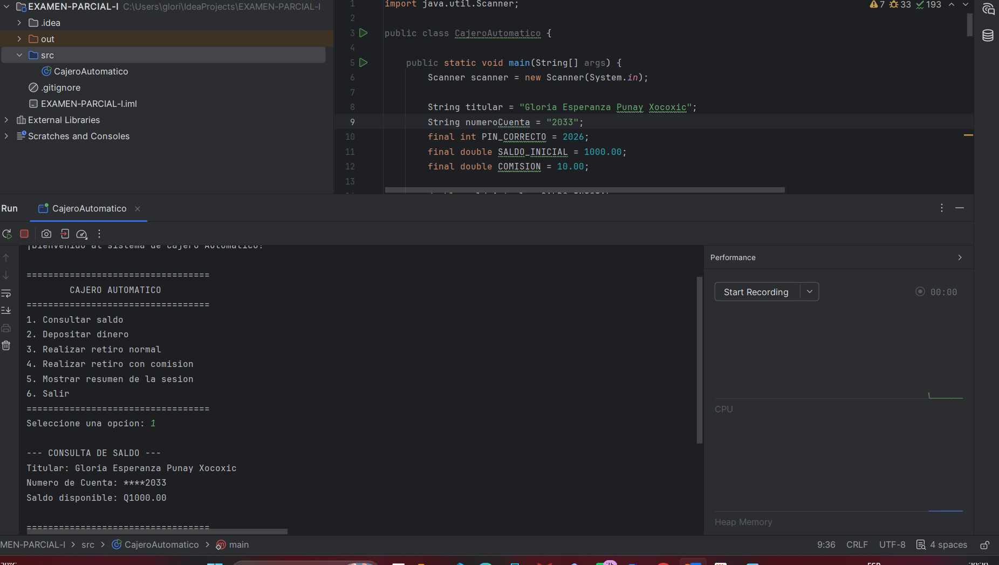 EXAMEN-PARCIAL-I C:\Users\glori\IdeaProjects\EXAMEN-PARCIAL-I
.idea
out
src
CajeroAutomatico
.gitignore
EXAMEN-PARCIAL-I.iml
External Libraries
Scratches and Consoles
7 33 193
1 import java.util.Scanner;
2
3 public class CajeroAutomatico {
4
5 public static void main(String[] args) {
6 Scanner scanner = new Scanner(System.in);
7
8 String titular = "Gloria Esperanza Punay Xocoxic";
9 String numeroCuenta = "2033";
10 final int PIN_CORRECTO = 2026;
11 final double SALDO_INICIAL = 1000.00;
12 final double COMISION = 10.00;
13
Run CajeroAutomatico
¡Bienvenido al sistema de Cajero Automatico!
==================================
CAJERO AUTOMATICO
==================================
1. Consultar saldo
2. Depositar dinero
3. Realizar retiro normal
4. Realizar retiro con comision
5. Mostrar resumen de la sesion
6. Salir
==================================
Seleccione una opcion: 1
--- CONSULTA DE SALDO ---
Titular: Gloria Esperanza Punay Xocoxic
Numero de Cuenta: ****2033
Saldo disponible: Q1000.00
==================================
Performance
Start Recording
00:00
CPU
Heap Memory
MEN-PARCIAL-I > src > CajeroAutomatico > main
9:36 CRLF UTF-8 4 spaces